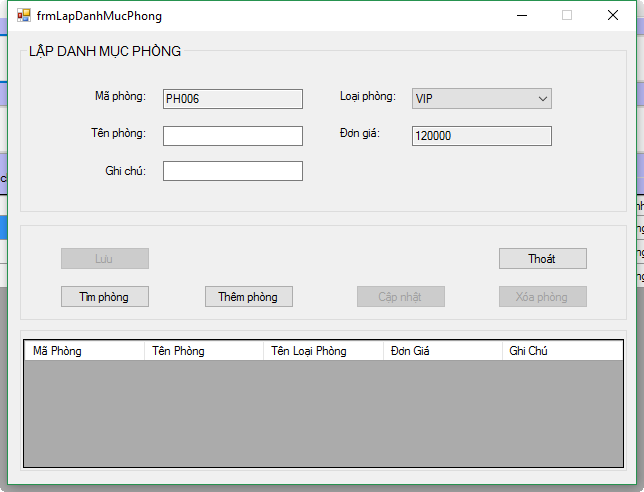 frmLapDanhMucPhong
LẬP DANH MỤC PHÒNG
Mã phòng: PH006 Loại phòng: VIP
Tên phòng: Đơn giá: 120000
Ghi chú:
Lưu Thoát
Tìm phòng Thêm phòng Cập nhật Xóa phòng
Mã Phòng Tên Phòng Tên Loại Phòng Đơn Giá Ghi Chú